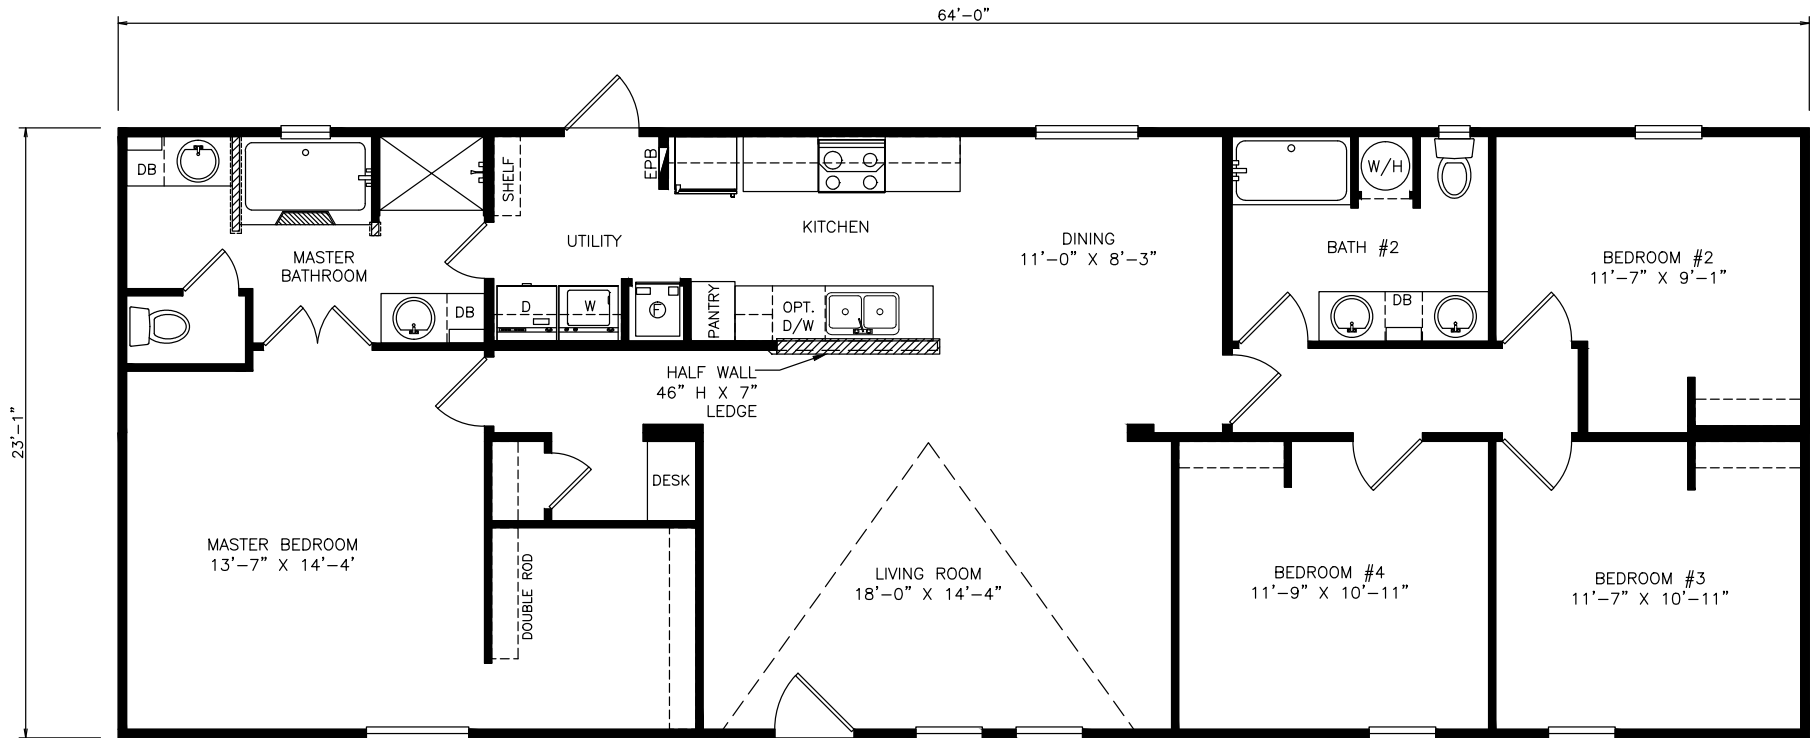 64'-0"
23'-1"
DB
MASTER
BATHROOM
DB
SHELF
UTILITY
EPB
KITCHEN
DINING
11'-0" X 8'-3"
D
W
F
PANTRY
OPT.
D/W
HALF WALL
46" H X 7"
LEDGE
W/H
BATH #2
DB
BEDROOM #2
11'-7" X 9'-1"
DESK
MASTER BEDROOM
13'-7" X 14'-4'
DOUBLE ROD
LIVING ROOM
18'-0" X 14'-4"
BEDROOM #4
11'-9" X 10'-11"
BEDROOM #3
11'-7" X 10'-11"